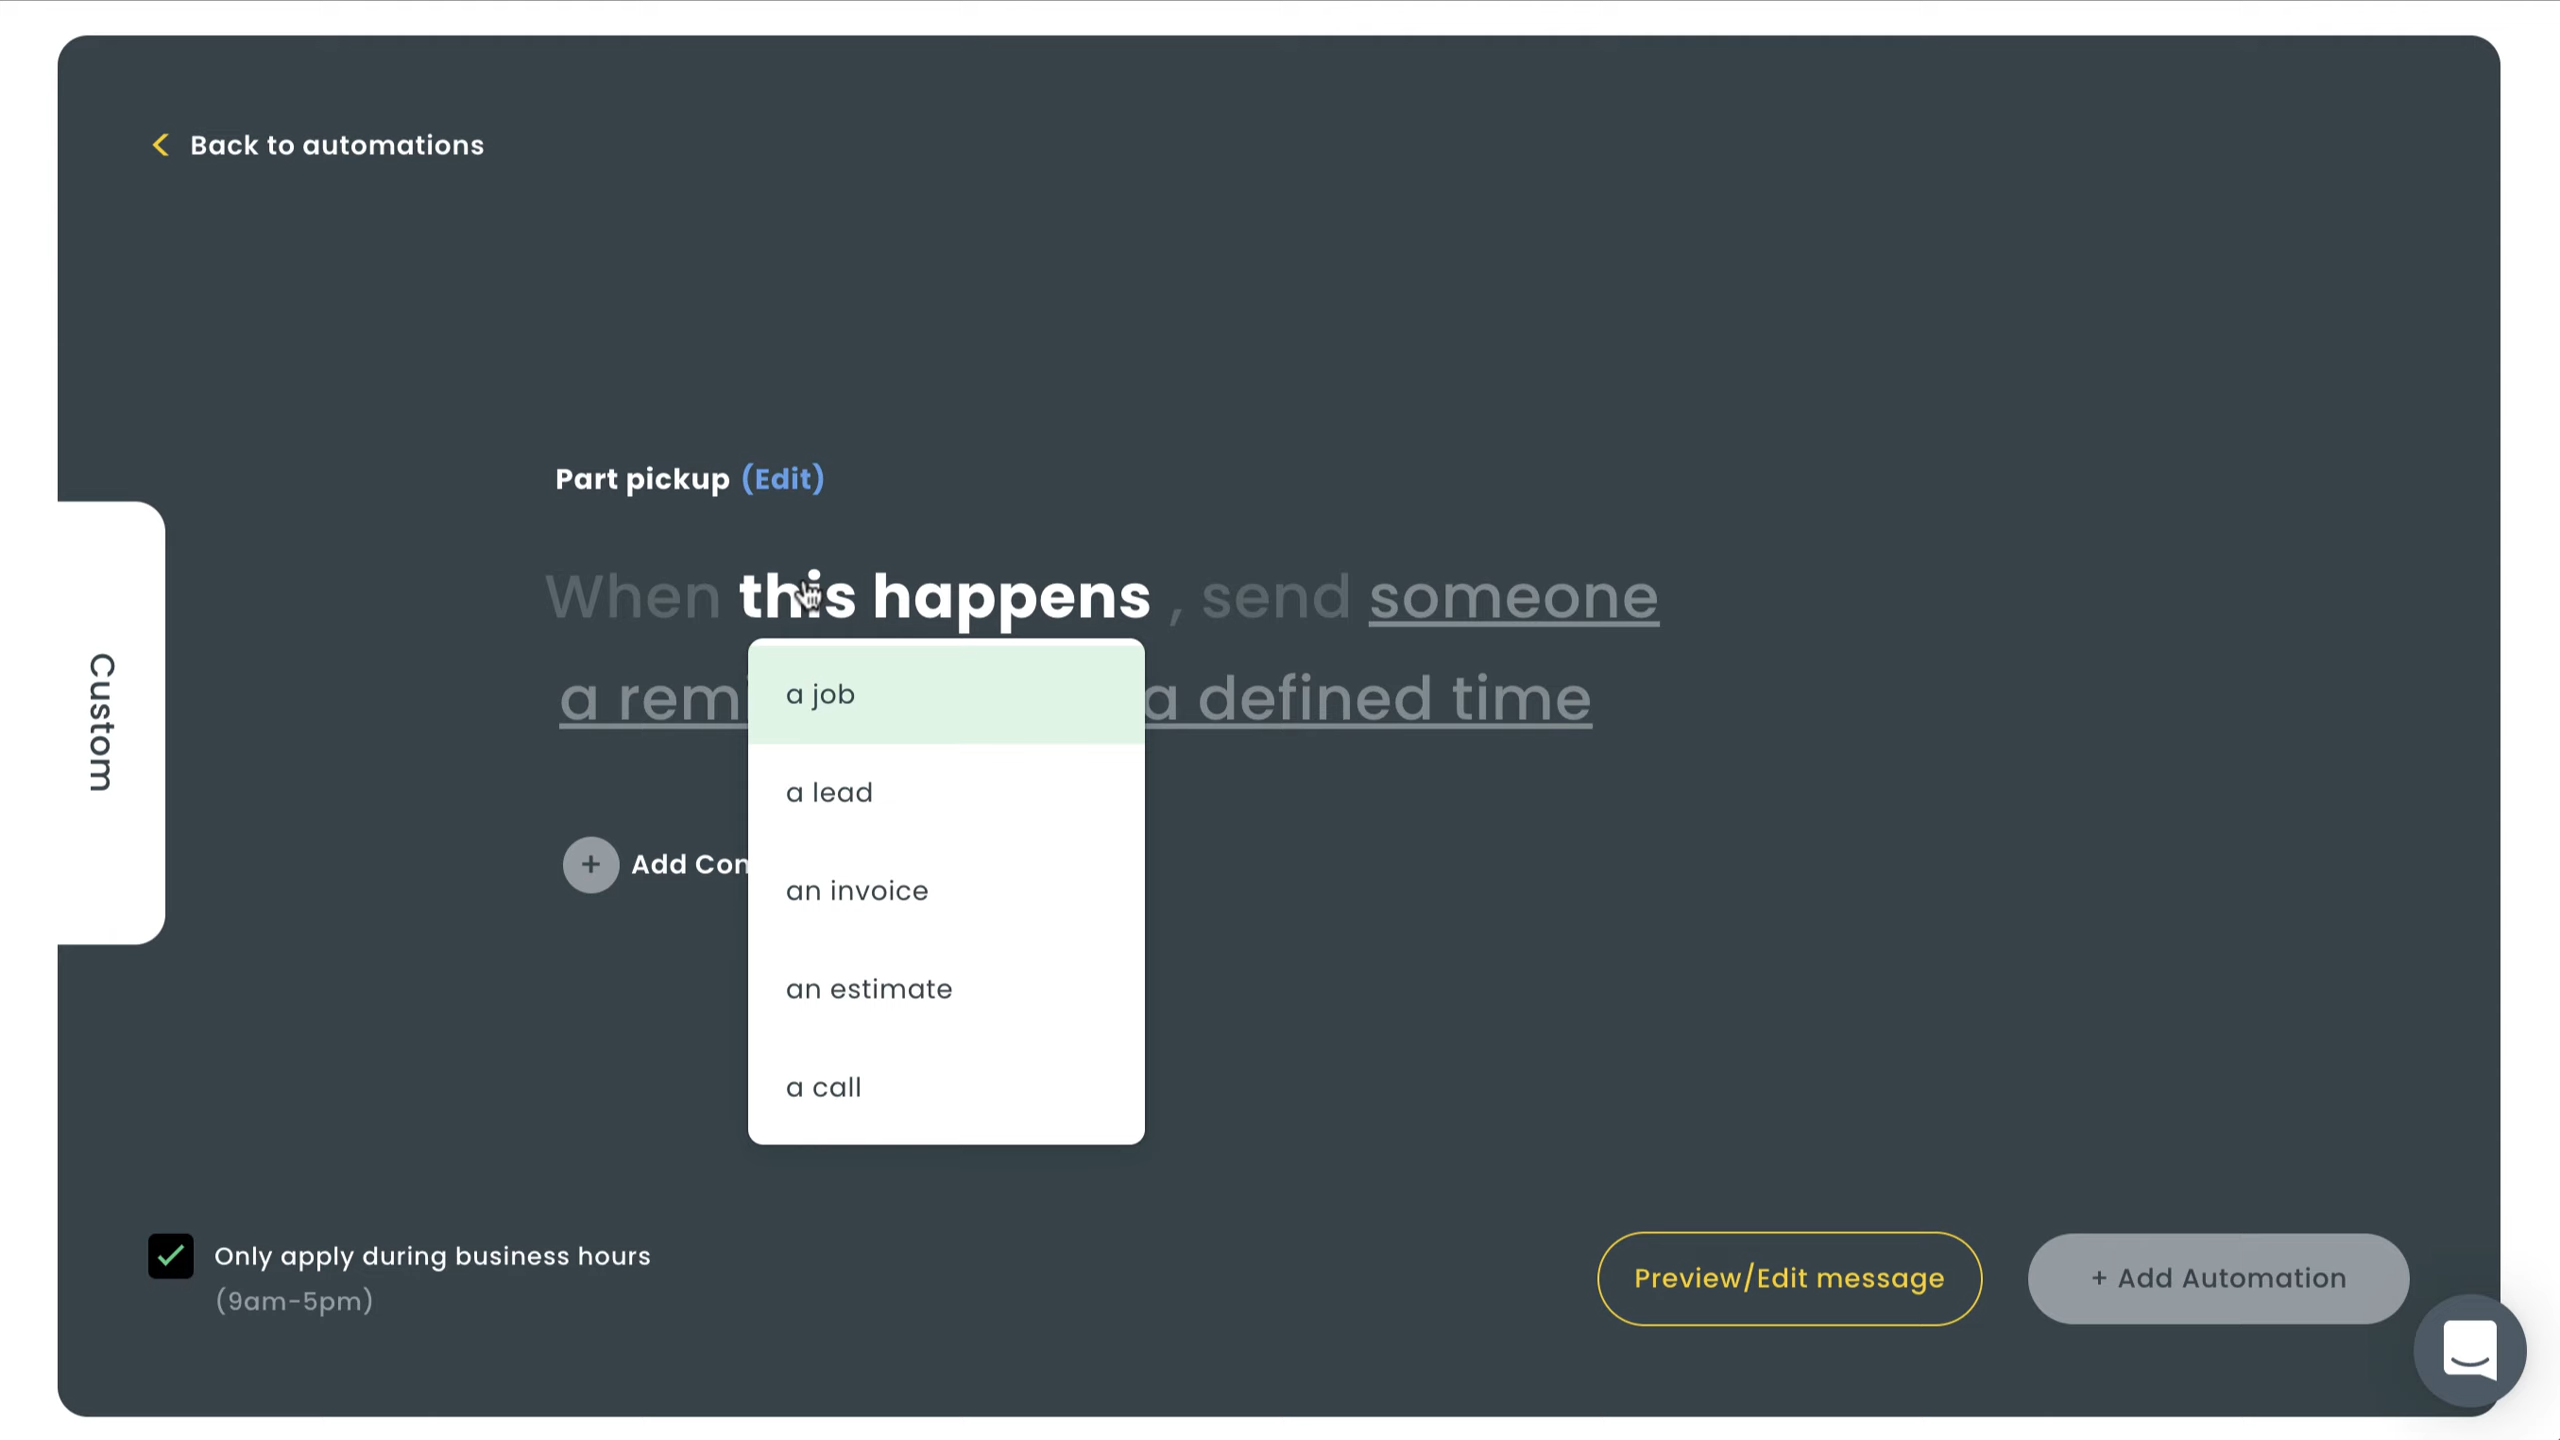 Back to automations
Part pickup (Edit)
When this happens , send someone
a rem a defined time
a job
a lead
Add Con
an invoice
an estimate
a call
Custom
Only apply during business hours
(9am-5pm)
Preview/Edit message
+ Add Automation